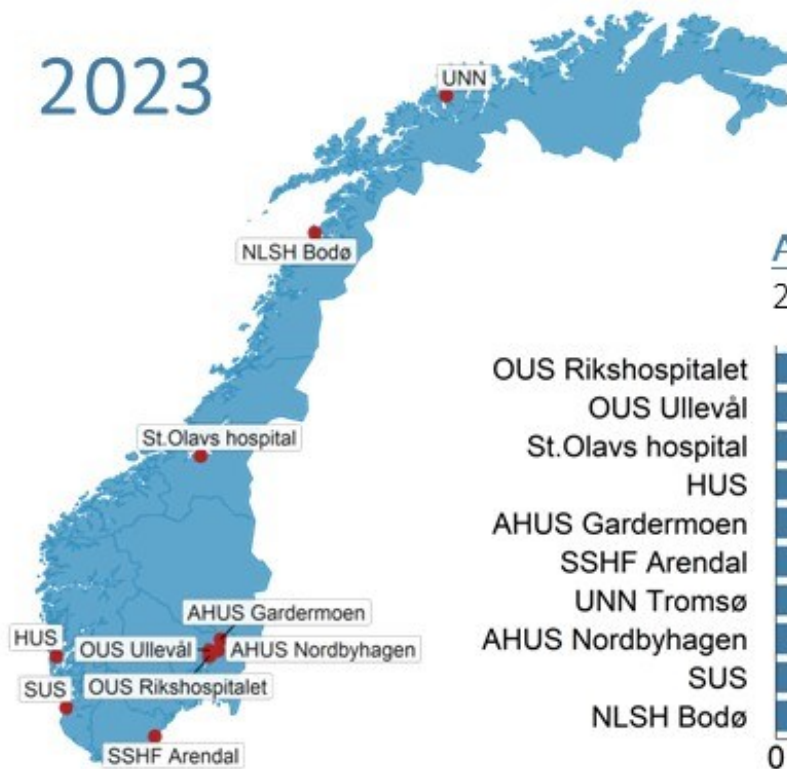 2023
UNN
NLSH Bodø
St.Olavs hospital
AHUS Gardermoen
HUS
OUS Ullevål
AHUS Nordbyhagen
SUS
OUS Rikshospitalet
SSHF Arendal
A
2
OUS Rikshospitalet
OUS Ullevål
St.Olavs hospital
HUS
AHUS Gardermoen
SSHF Arendal
UNN Tromsø
AHUS Nordbyhagen
SUS
NLSH Bodø
0